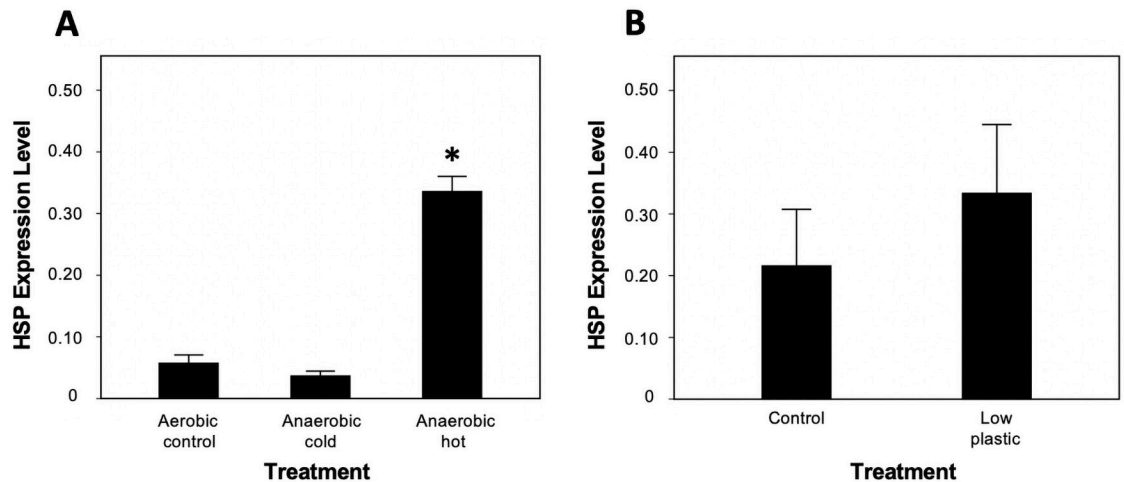 A
HSP Expression Level
0.50
0.40
0.30
0.20
0.10
0
*
Aerobic
control
Anaerobic
cold
Anaerobic
hot
Treatment
B
HSP Expression Level
0.50
0.40
0.30
0.20
0.10
0
Control
Low
plastic
Treatment